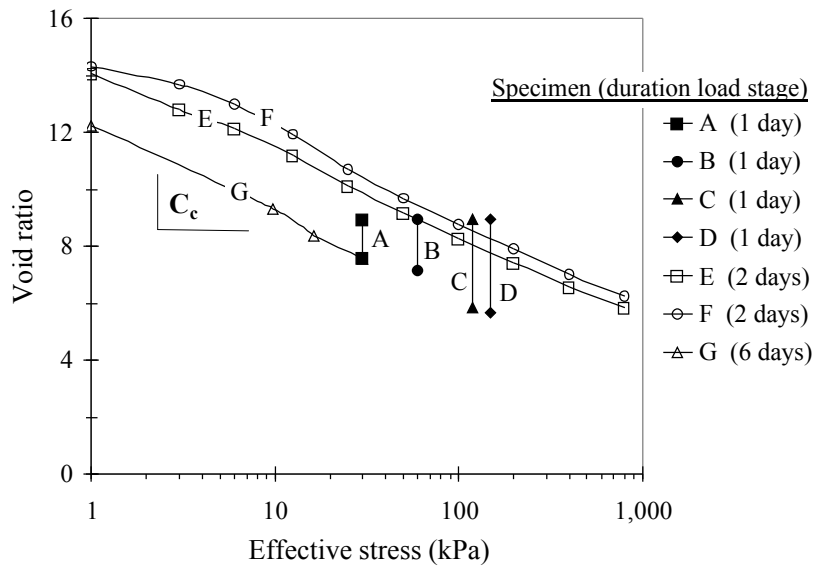 16
12
8
4
0
Void ratio
E
F
G
C_c
A
B
C
D
1
10
100
1,000
Effective stress (kPa)
Specimen (duration load stage)
A (1 day)
B (1 day)
C (1 day)
D (1 day)
E (2 days)
F (2 days)
G (6 days)